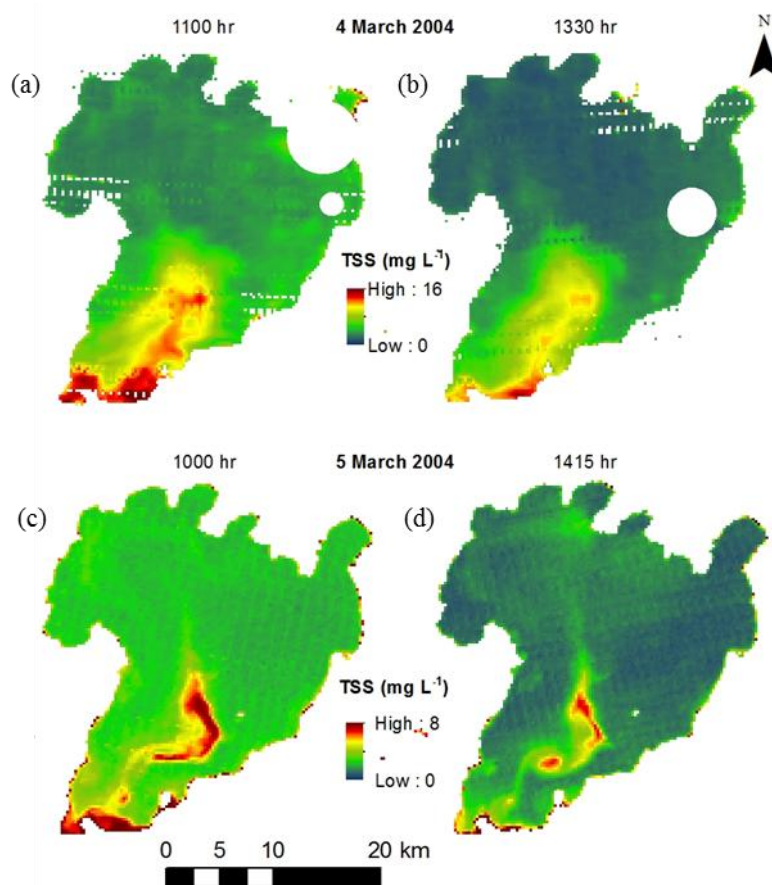 1100 hr 4 March 2004 1330 hr
N
(a) (b)
TSS (mg L⁻¹)
High : 16
Low : 0
1000 hr 5 March 2004 1415 hr
(c) (d)
TSS (mg L⁻¹)
High : 8
Low : 0
0 5 10 20 km